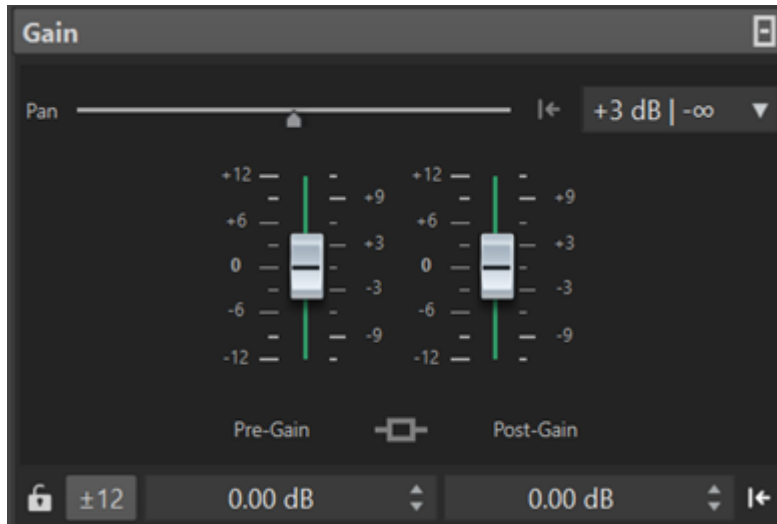 Gain
Pan +3 dB | -∞
+12 +12
+9 +9
+6 +6
+3 +3
0 0
-3 -3
-6 -6
-9 -9
-12 -12
Pre-Gain Post-Gain
±12 0.00 dB 0.00 dB